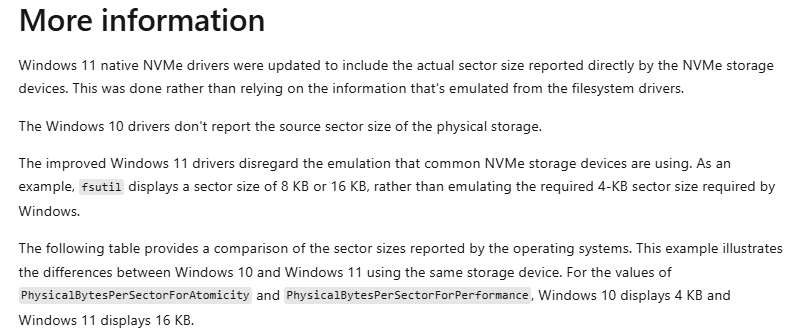 More information
Windows 11 native NVMe drivers were updated to include the actual sector size reported directly by the NVMe storage
devices. This was done rather than relying on the information that's emulated from the filesystem drivers.
The Windows 10 drivers don't report the source sector size of the physical storage.
The improved Windows 11 drivers disregard the emulation that common NVMe storage devices are using. As an
example, fsutil displays a sector size of 8 KB or 16 KB, rather than emulating the required 4-KB sector size required by
Windows.
The following table provides a comparison of the sector sizes reported by the operating systems. This example illustrates
the differences between Windows 10 and Windows 11 using the same storage device. For the values of
PhysicalBytesPerSectorForAtomicity and PhysicalBytesPerSectorForPerformance, Windows 10 displays 4 KB and
Windows 11 displays 16 KB.